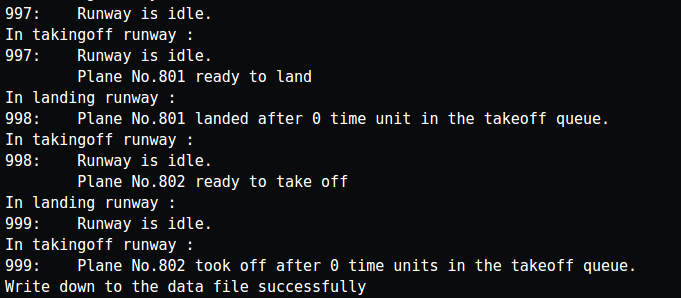 997:    Runway is idle.
In takingoff runway :
997:    Runway is idle.
        Plane No.801 ready to land
In landing runway :
998:    Plane No.801 landed after 0 time unit in the takeoff queue.
In takingoff runway :
998:    Runway is idle.
        Plane No.802 ready to take off
In landing runway :
999:    Runway is idle.
In takingoff runway :
999:    Plane No.802 took off after 0 time units in the takeoff queue.
Write down to the data file successfully